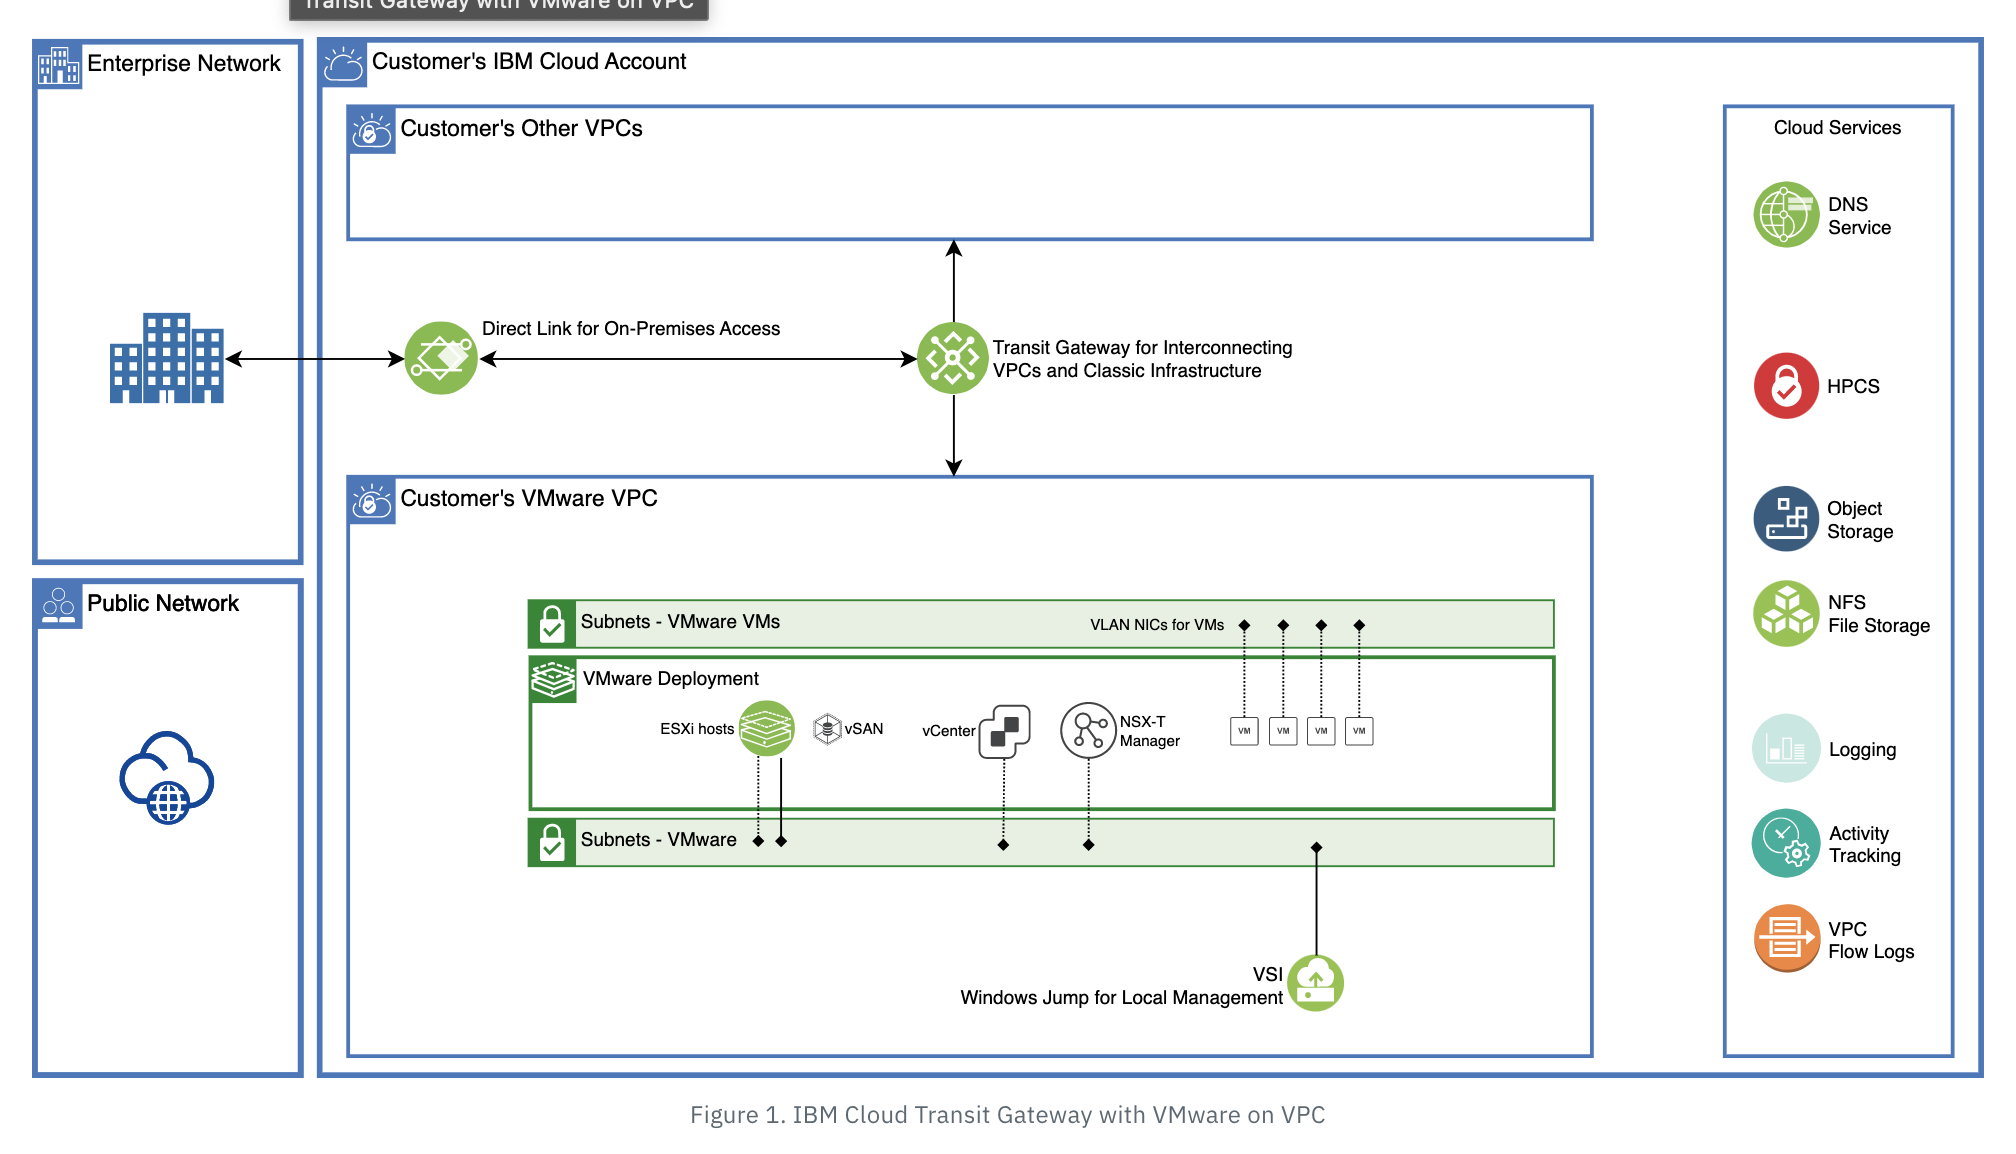 Transit Gateway with VMware on VPC
Enterprise Network
Customer's IBM Cloud Account
Customer's Other VPCs
Cloud Services
DNS
Service
Direct Link for On-Premises Access
Transit Gateway for Interconnecting
VPCs and Classic Infrastructure
HPCS
Customer's VMware VPC
Object
Storage
Public Network
NFS
File Storage
Subnets - VMware VMs
VLAN NICs for VMs
VMware Deployment
ESXi hosts
vSAN
vCenter
NSX-T
Manager
VM
VM
VM
VM
Logging
Subnets - VMware
Activity
Tracking
VPC
Flow Logs
VSI
Windows Jump for Local Management
Figure 1. IBM Cloud Transit Gateway with VMware on VPC